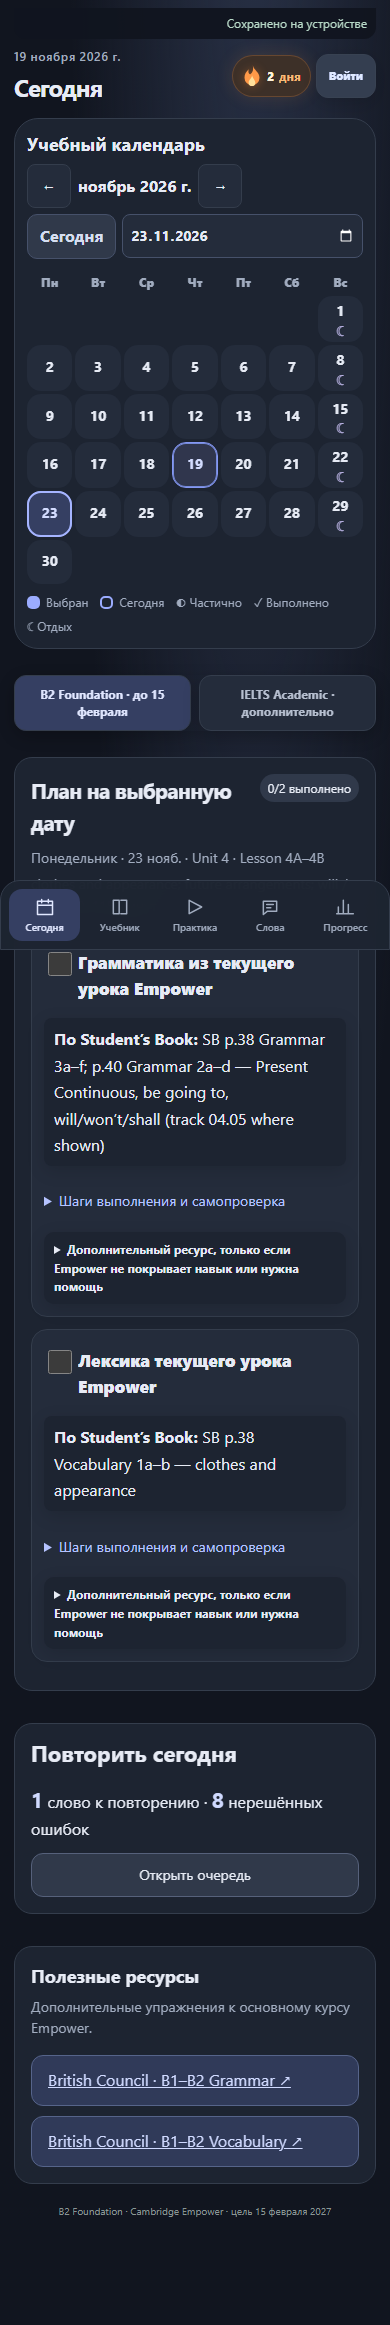 Сохранено на устройстве
19 ноября 2026 г.
Сегодня
🔥 2 дня
Войти
Учебный календарь
← ноябрь 2026 г. →
Сегодня 23.11.2026
Пн Вт Ср Чт Пт Сб Вс
1
☾
2 3 4 5 6 7 8
☾
9 10 11 12 13 14 15
☾
16 17 18 19 20 21 22
☾
23 24 25 26 27 28 29
☾
30
Выбран Сегодня ◐ Частично ✓ Выполнено
☾ Отдых
B2 Foundation · до 15
февраля
IELTS Academic ·
дополнительно
План на выбранную
дату
0/2 выполнено
Понедельник · 23 нояб. · Unit 4 · Lesson 4A–4B
Сегодня Учебник Практика Слова Прогресс
Грамматика из текущего
урока Empower
По Student’s Book: SB p.38 Grammar
3a–f; p.40 Grammar 2a–d — Present
Continuous, be going to,
will/won’t/shall (track 04.05 where
shown)
▶ Шаги выполнения и самопроверка
▶ Дополнительный ресурс, только если
Empower не покрывает навык или нужна
помощь
Лексика текущего урока
Empower
По Student’s Book: SB p.38
Vocabulary 1a–b — clothes and
appearance
▶ Шаги выполнения и самопроверка
▶ Дополнительный ресурс, только если
Empower не покрывает навык или нужна
помощь
Повторить сегодня
1 слово к повторению · 8 нерешённых
ошибок
Открыть очередь
Полезные ресурсы
Дополнительные упражнения к основному курсу
Empower.
British Council · B1–B2 Grammar ↗
British Council · B1–B2 Vocabulary ↗
B2 Foundation · Cambridge Empower · цель 15 февраля 2027